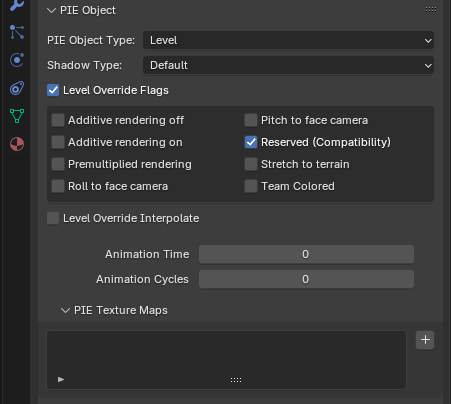 PIE Object
PIE Object Type: Level
Shadow Type: Default
Level Override Flags
Additive rendering off Pitch to face camera
Additive rendering on Reserved (Compatibility)
Premultiplied rendering Stretch to terrain
Roll to face camera Team Colored
Level Override Interpolate
Animation Time 0
Animation Cycles 0
PIE Texture Maps